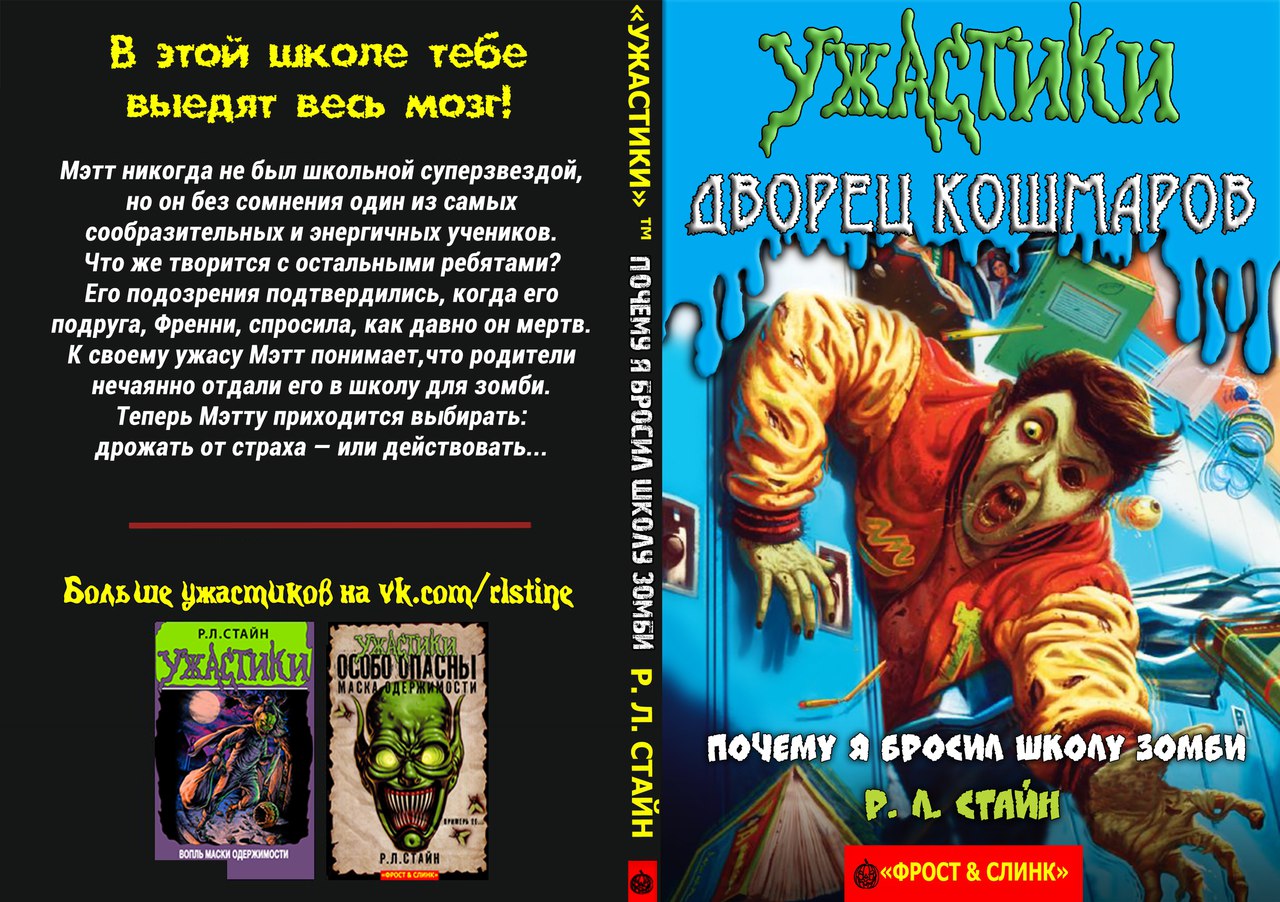 В этой школе тебе
выедят весь мозг!
Мэтт никогда не был школьной суперзвездой,
но он без сомнения один из самых
сообразительных и энергичных учеников.
Что же творится с остальными ребятами?
Его подозрения подтвердились, когда его
подруга, Френни, спросила, как давно он мертв.
К своему ужасу Мэтт понимает,что родители
нечаянно отдали его в школу для зомби.
Теперь Мэтту приходится выбирать:
дрожать от страха — или действовать...
Больше ужастиков на vk.com/rlstine
Р.Л.СТАЙН
УЖАСТИКИ
ВОПЛЬ МАСКИ ОДЕРЖИМОСТИ
УЖАСТИКИ
ОСОБО ОПАСНЫ
МАСКА ОДЕРЖИМОСТИ
Р.Л.СТАЙН
«ФРОСТ & СЛИНК»
«УЖАСТИКИ» ™ ПОЧЕМУ Я БРОСИЛ ШКОЛУ ЗОМБИ Р. Л. СТАЙН
УЖАСТИКИ
ДВОРЕЦ КОШМАРОВ
ПОЧЕМУ Я БРОСИЛ ШКОЛУ ЗОМБИ
Р. Л. СТАЙН
«ФРОСТ & СЛИНК»